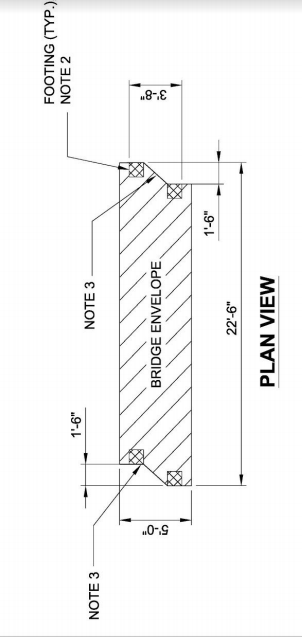 FOOTING (TYP.)
NOTE 2
3'-8"
NOTE 3
1'-6"
BRIDGE ENVELOPE
22'-6"
PLAN VIEW
1'-6"
5'-0"
NOTE 3